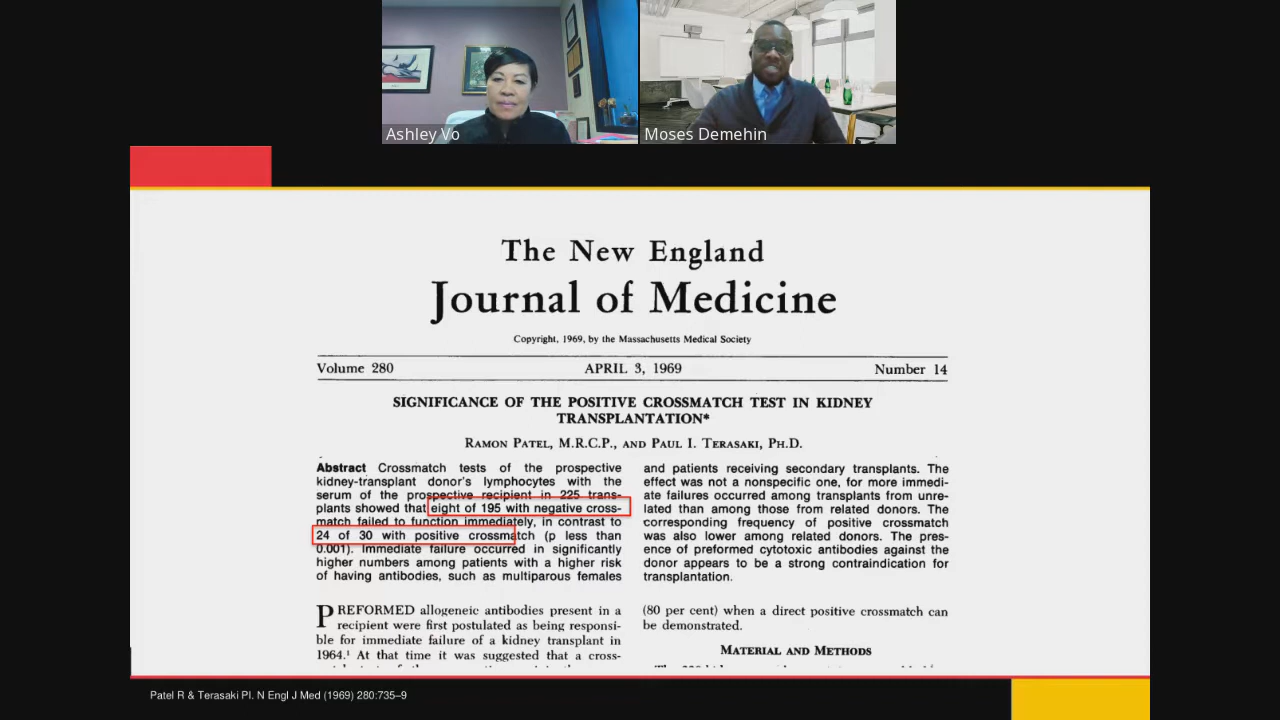 Ashley Vo
Moses Demehin
The New England
Journal of Medicine
Copyright, 1969, by the Massachusetts Medical Society
Volume 280 APRIL 3, 1969 Number 14
SIGNIFICANCE OF THE POSITIVE CROSSMATCH TEST IN KIDNEY
TRANSPLANTATION*
RAMON PATEL, M.R.C.P., AND PAUL I. TERASAKI, PH.D.
Abstract Crossmatch tests of the prospective
kidney-transplant donor's lymphocytes with the
serum of the prospective recipient in 225 trans-
plants showed that eight of 195 with negative cross-
match failed to function immediately, in contrast to
24 of 30 with positive crossmatch (p less than
0.001). Immediate failure occurred in significantly
higher numbers among patients with a higher risk
of having antibodies, such as multiparous females
and patients receiving secondary transplants. The
effect was not a nonspecific one, for more immedi-
ate failures occurred among transplants from unre-
lated than among those from related donors. The
corresponding frequency of positive crossmatch
was also lower among related donors. The pres-
ence of preformed cytotoxic antibodies against the
donor appears to be a strong contraindication for
transplantation.
PREFORMED allogeneic antibodies present in a
recipient were first postulated as being responsi-
ble for immediate failure of a kidney transplant in
1964.¹ At that time it was suggested that a cross-
(80 per cent) when a direct positive crossmatch can
be demonstrated.
MATERIAL AND METHODS
Patel R & Terasaki PI. N Engl J Med (1969) 280:735–9